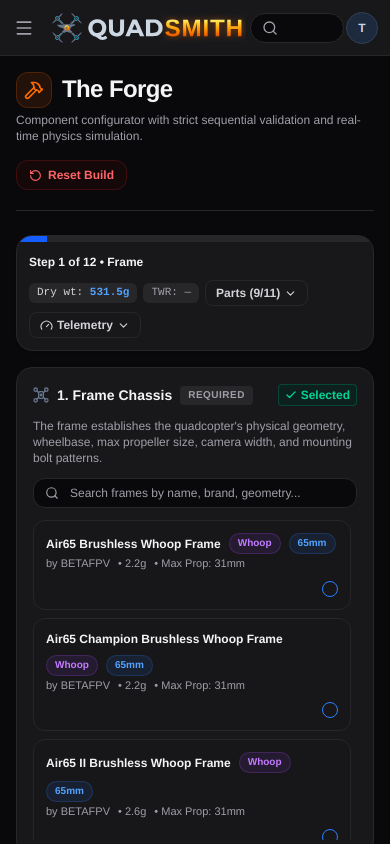 QUADSMITH
T
The Forge
Component configurator with strict sequential validation and real-
time physics simulation.
Reset Build
Step 1 of 12 • Frame
Dry wt: 531.5g TWR: — Parts (9/11)
Telemetry
1. Frame Chassis REQUIRED Selected
The frame establishes the quadcopter's physical geometry,
wheelbase, max propeller size, camera width, and mounting
bolt patterns.
Search frames by name, brand, geometry...
Air65 Brushless Whoop Frame Whoop 65mm
by BETAFPV • 2.2g • Max Prop: 31mm
Air65 Champion Brushless Whoop Frame
Whoop 65mm
by BETAFPV • 2.2g • Max Prop: 31mm
Air65 II Brushless Whoop Frame Whoop
65mm
by BETAFPV • 2.6g • Max Prop: 31mm